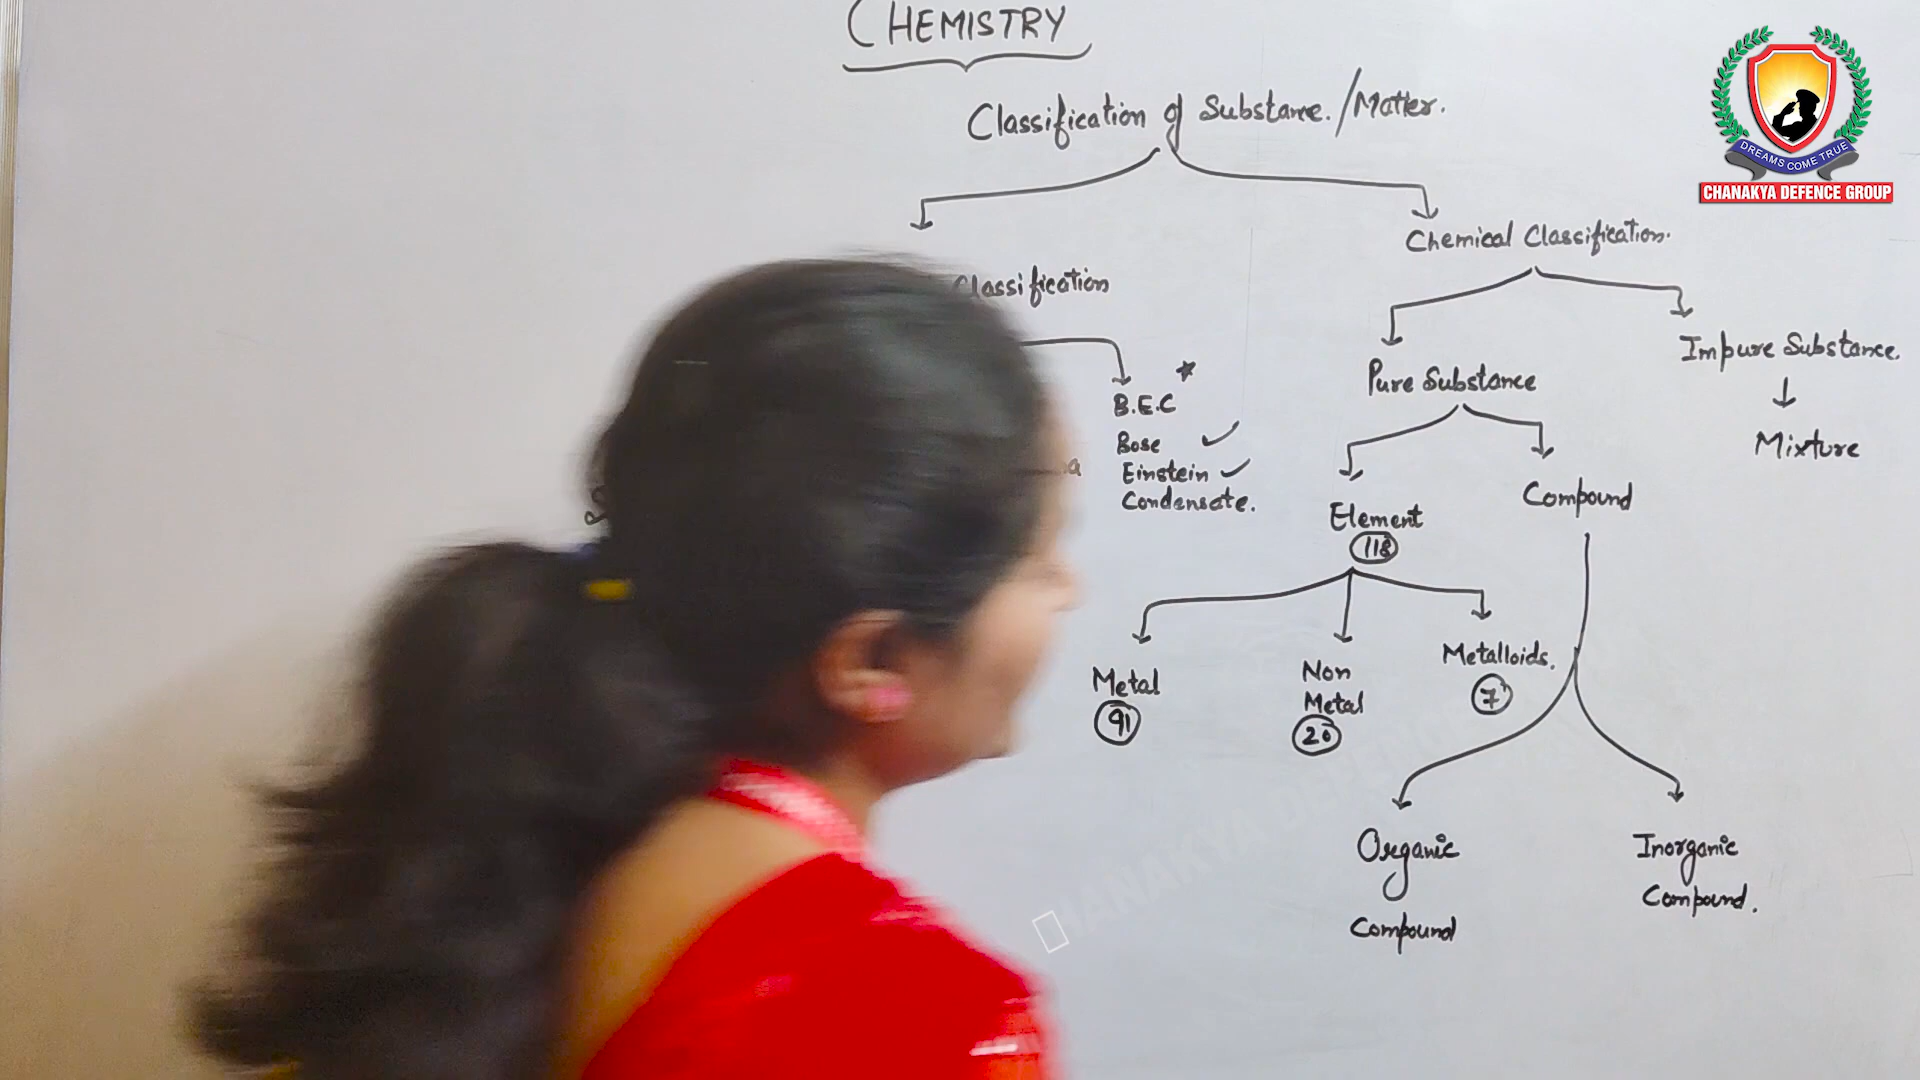 CHEMISTRY
Classification of Substance./Matter.
Classification
Chemical Classification.
B.E.C
Bose
Einstein
Condensate.
Pure Substance
Impure Substance.
Mixture
Element
118
Compound
Metal
91
Non
Metal
20
Metalloids.
7
Organic
Compound
Inorganic
Compound.
DREAMS COME TRUE
CHANAKYA DEFENCE GROUP